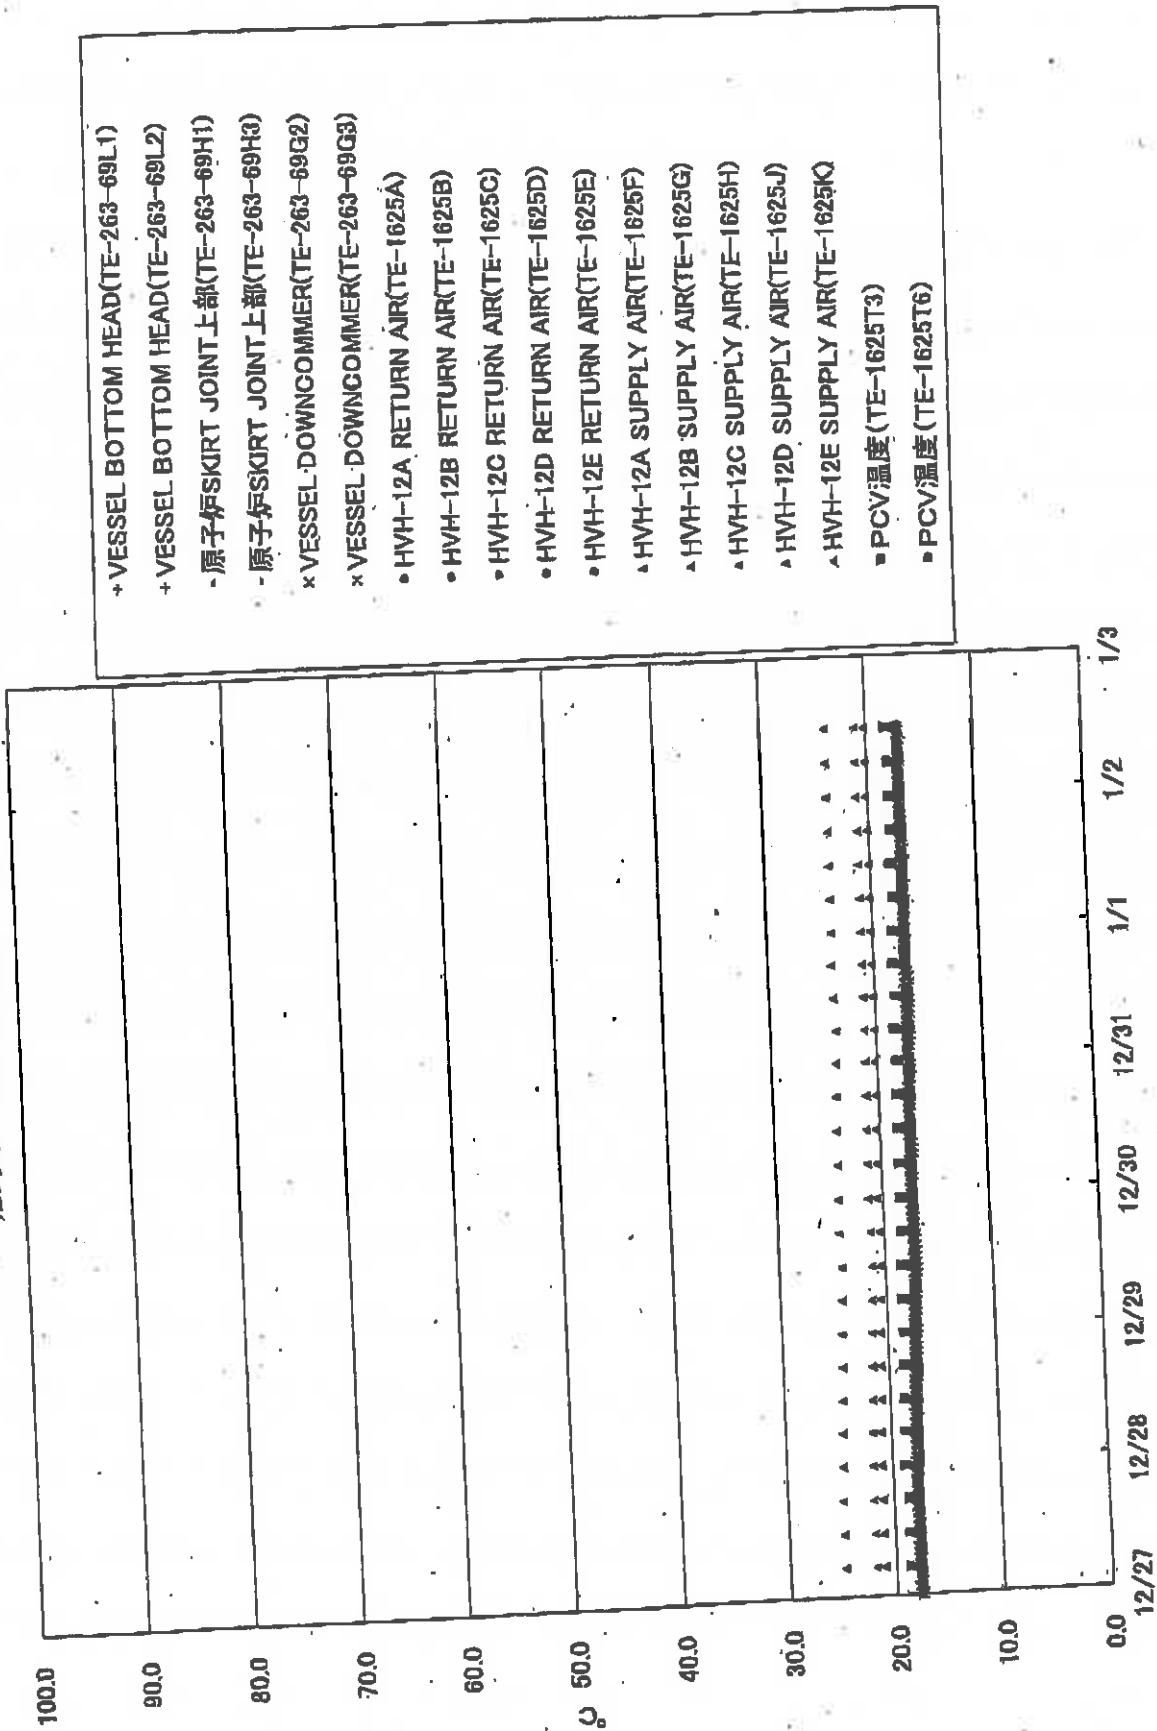 100.0
90.0
80.0
70.0
60.0
50.0
℃
40.0
30.0
20.0
10.0
0.0
12/27
12/28
12/29
12/30
12/31
1/1
1/2
1/3
+VESSEL BOTTOM HEAD(TE-263-69L1)
+VESSEL BOTTOM HEAD(TE-263-69L2)
-原子炉SKIRT JOINT上部(TE-263-69H1)
-原子炉SKIRT JOINT上部(TE-263-69H3)
×VESSEL DOWNCOMMER(TE-263-69G2)
×VESSEL DOWNCOMMER(TE-263-69G3)
●HVH-12A RETURN AIR(TE-1625A)
●HVH-12B RETURN AIR(TE-1625B)
●HVH-12C RETURN AIR(TE-1625C)
●HVH-12D RETURN AIR(TE-1625D)
●HVH-12E RETURN AIR(TE-1625E)
▲HVH-12A SUPPLY AIR(TE-1625F)
▲HVH-12B SUPPLY AIR(TE-1625G)
▲HVH-12C SUPPLY AIR(TE-1625H)
▲HVH-12D SUPPLY AIR(TE-1625J)
▲HVH-12E SUPPLY AIR(TE-1625K)
■PCV温度(TE-1625T3)
■PCV温度(TE-1625T6)